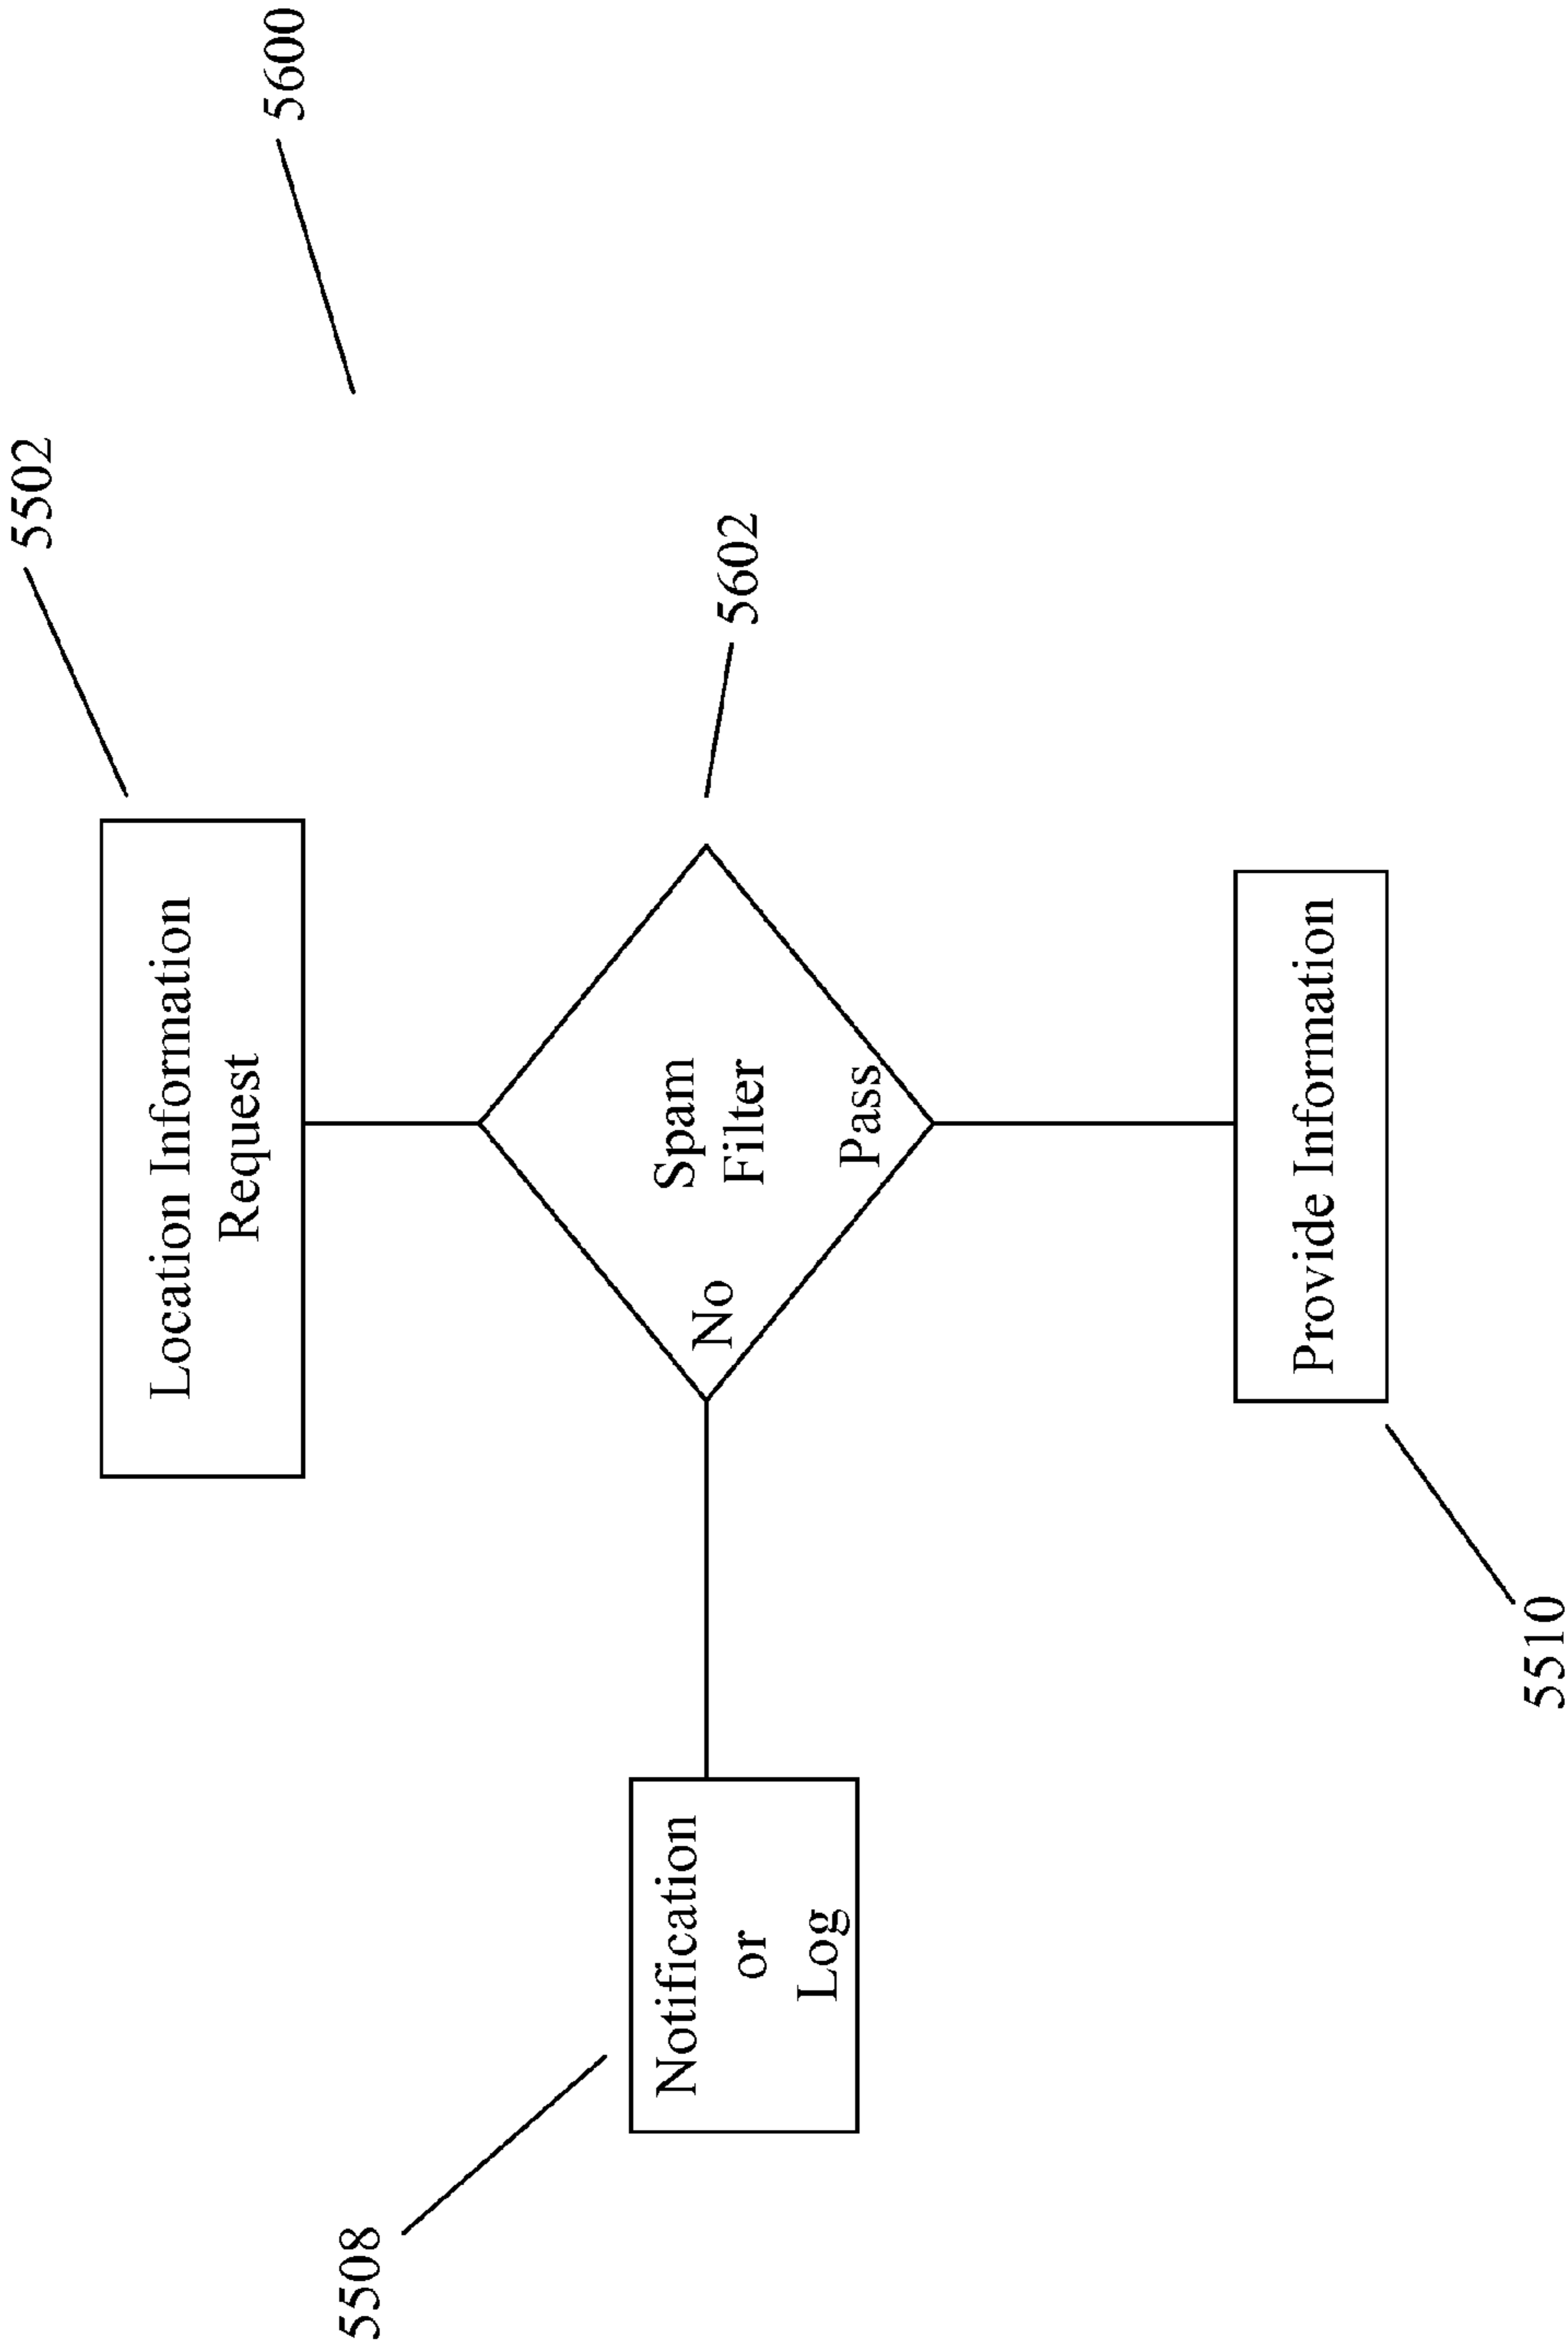 5600
5502
Location Information
Request
5602
Spam
Filter
No
Pass
5508
Notification
or
Log
Provide Information
5510